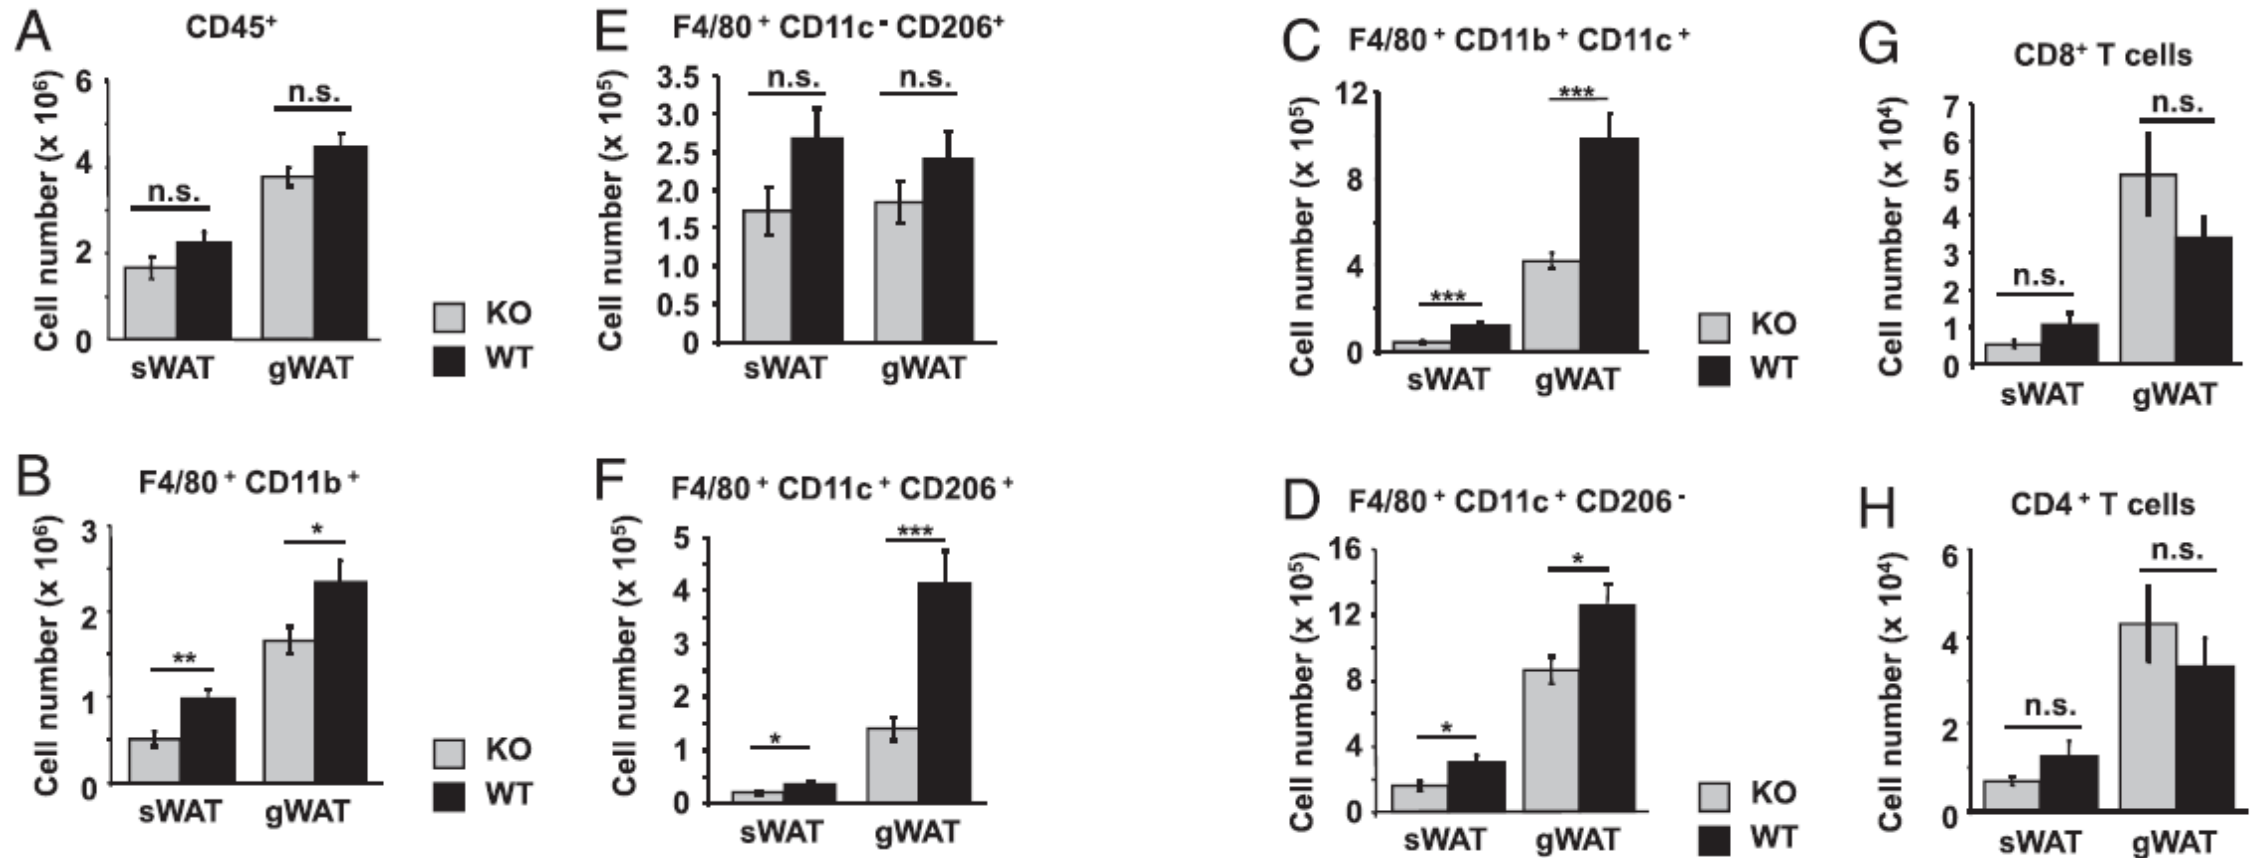 A
CD45⁺
Cell number (x 10⁶)
6
4
2
0
n.s.
n.s.
sWAT
gWAT
KO
WT
E
F4/80⁺ CD11c⁻ CD206⁺
Cell number (x 10⁵)
3.5
3.0
2.5
2.0
1.5
1.0
0.5
0
n.s.
n.s.
sWAT
gWAT
C
F4/80⁺ CD11b⁺ CD11c⁺
Cell number (x 10⁵)
12
8
4
0
***
***
sWAT
gWAT
KO
WT
G
CD8⁺ T cells
Cell number (x 10⁴)
7
6
5
4
3
2
1
0
n.s.
n.s.
sWAT
gWAT
B
F4/80⁺ CD11b⁺
Cell number (x 10⁶)
3
2
1
0
**
*
sWAT
gWAT
KO
WT
F
F4/80⁺ CD11c⁺ CD206⁺
Cell number (x 10⁵)
5
4
3
2
1
0
*
***
sWAT
gWAT
D
F4/80⁺ CD11c⁺ CD206⁻
Cell number (x 10⁵)
16
12
8
4
0
*
*
sWAT
gWAT
KO
WT
H
CD4⁺ T cells
Cell number (x 10⁴)
6
4
2
0
n.s.
n.s.
sWAT
gWAT